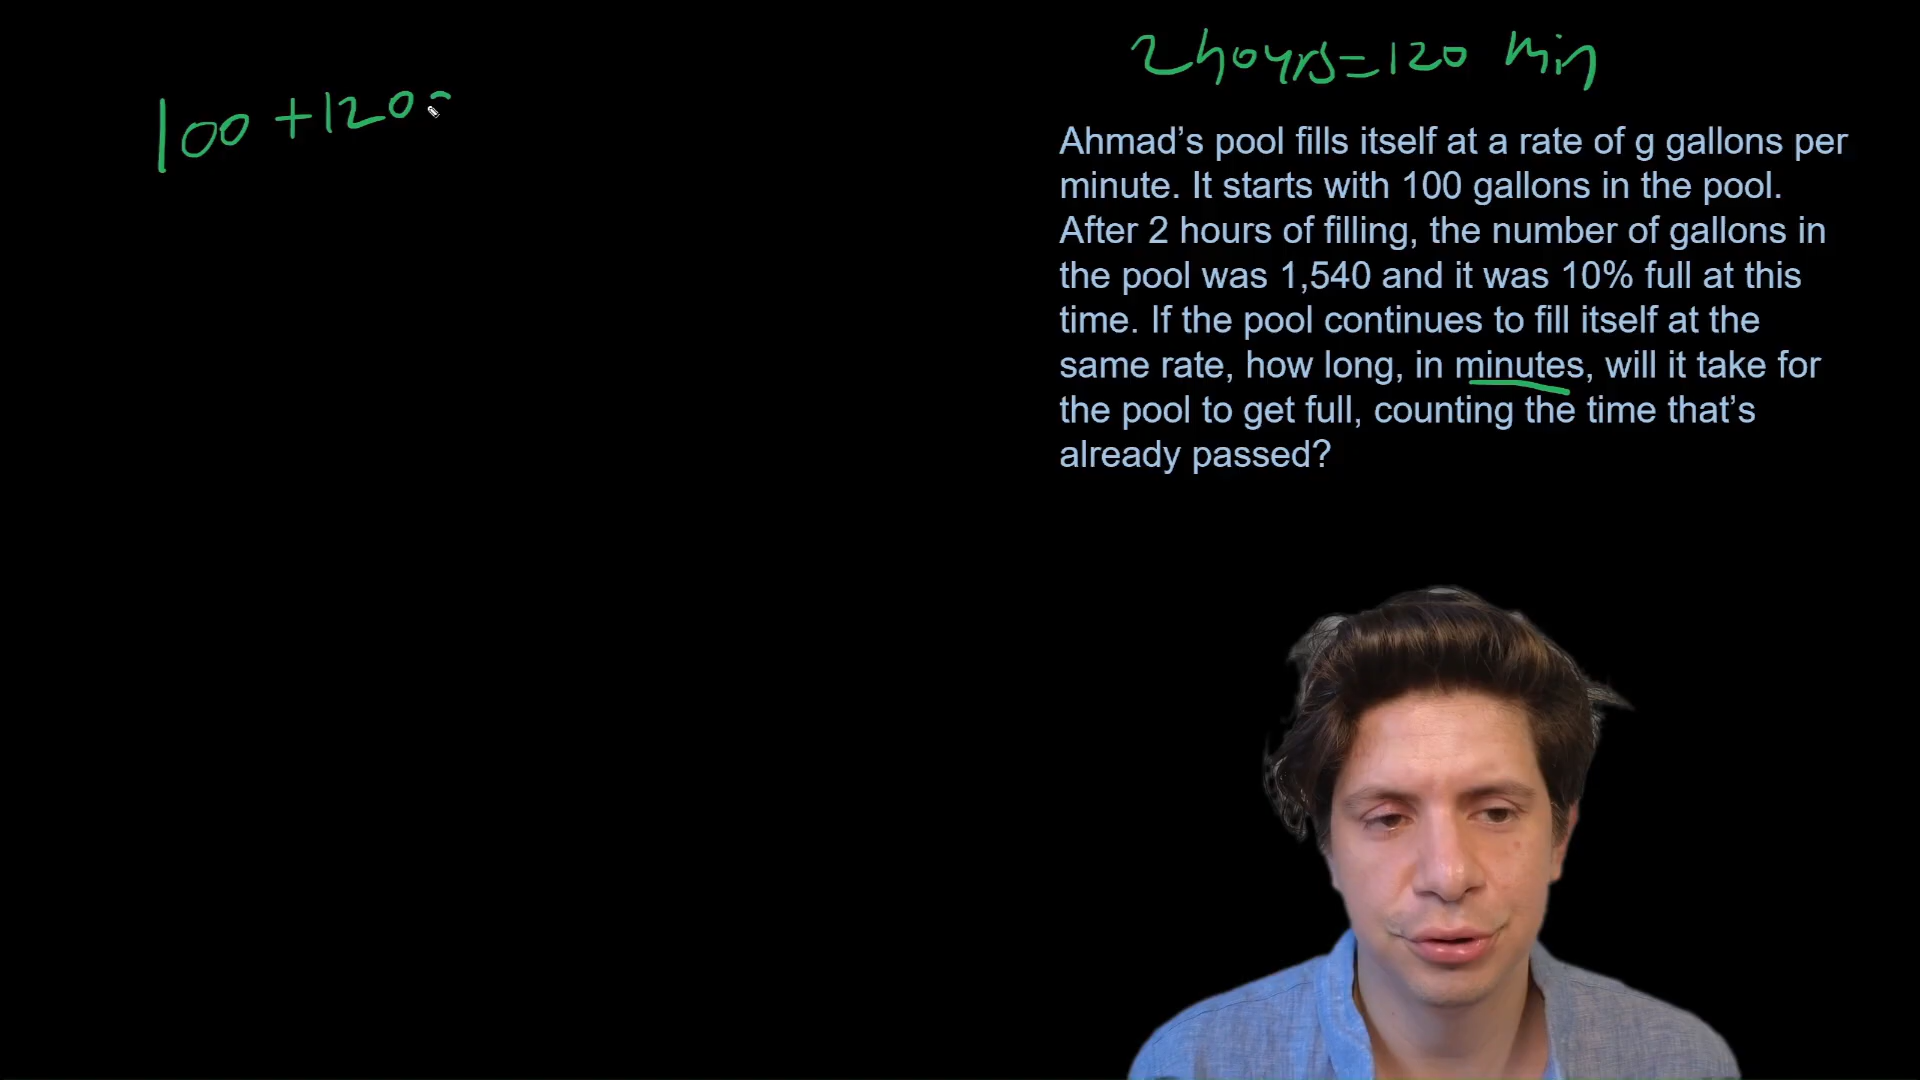 2 hours = 120 min
100 + 120
Ahmad’s pool fills itself at a rate of g gallons per
minute. It starts with 100 gallons in the pool.
After 2 hours of filling, the number of gallons in
the pool was 1,540 and it was 10% full at this
time. If the pool continues to fill itself at the
same rate, how long, in minutes, will it take for
the pool to get full, counting the time that’s
already passed?